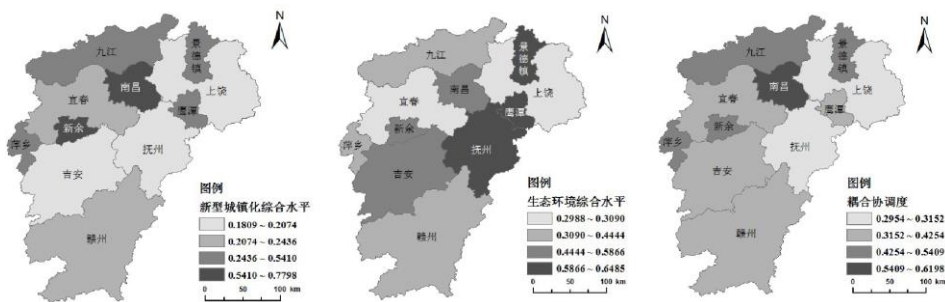 N
九江
景德镇
南昌
上饶
宜春
鹰潭
新余
萍乡
抚州
吉安
赣州
图例
新型城镇化综合水平
0.1809~0.2074
0.2074~0.2436
0.2436~0.5410
0.5410~0.7798
0 50 100 km
N
九江
景德镇
南昌
上饶
宜春
鹰潭
新余
萍乡
抚州
吉安
赣州
图例
生态环境综合水平
0.2988~0.3090
0.3090~0.4444
0.4444~0.5866
0.5866~0.6485
0 50 100 km
N
九江
景德镇
南昌
上饶
宜春
鹰潭
新余
萍乡
抚州
吉安
赣州
图例
耦合协调度
0.2954~0.3152
0.3152~0.4254
0.4254~0.5409
0.5409~0.6198
0 50 100 km